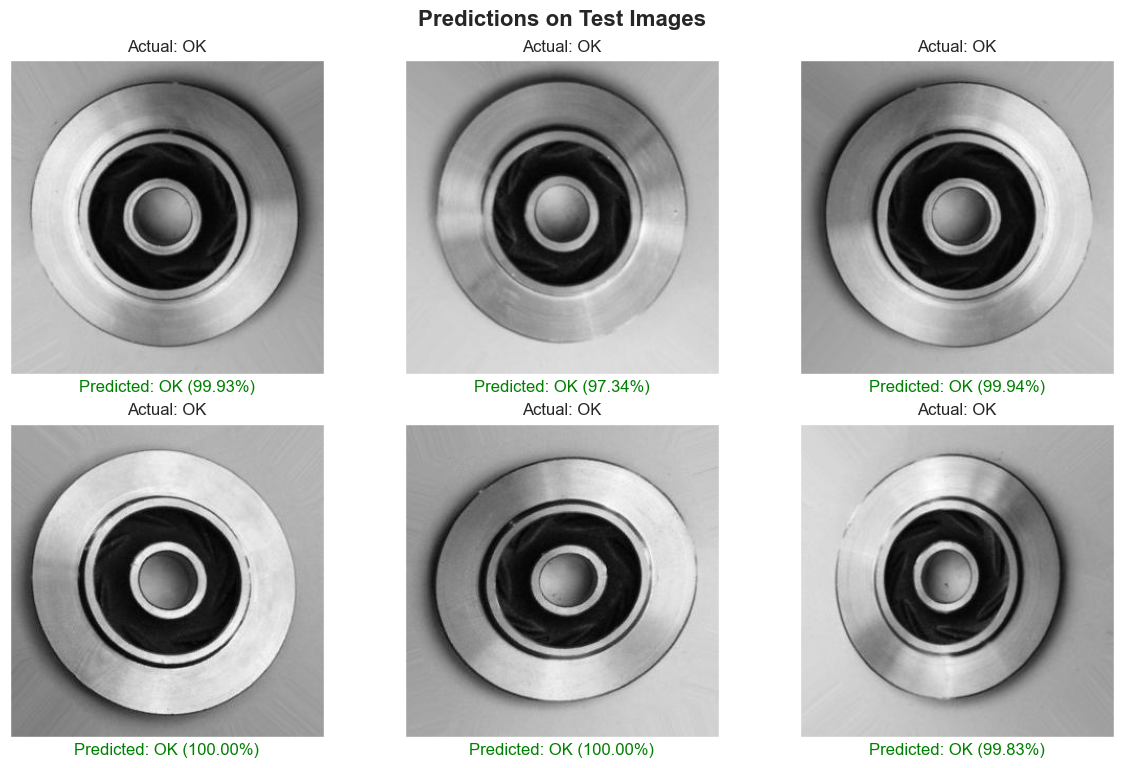 Predictions on Test Images
Actual: OK
Actual: OK
Actual: OK
Predicted: OK (99.93%)
Predicted: OK (97.34%)
Predicted: OK (99.94%)
Actual: OK
Actual: OK
Actual: OK
Predicted: OK (100.00%)
Predicted: OK (100.00%)
Predicted: OK (99.83%)